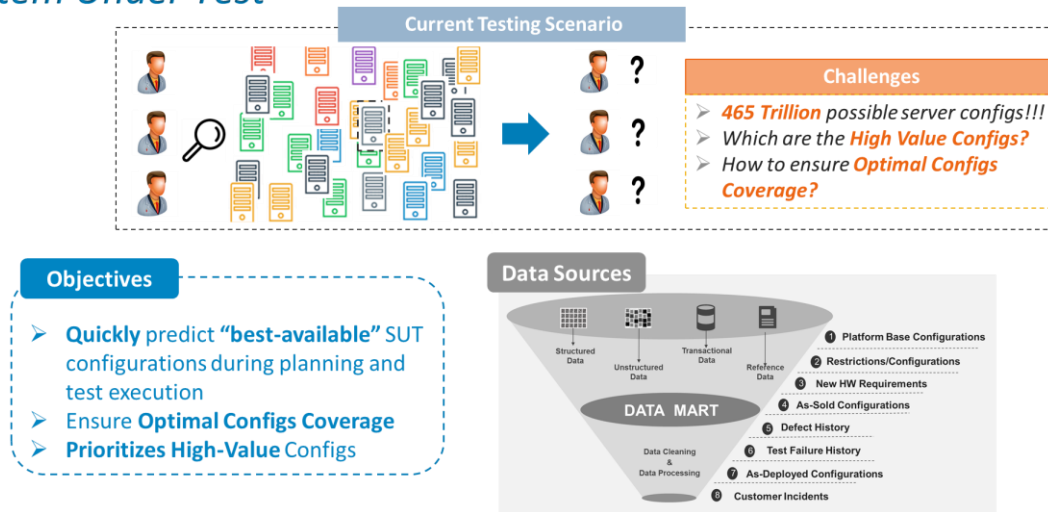 tem Under Test
Current Testing Scenario
? 
?
?
Challenges
➢ 465 Trillion possible server configs!!!
➢ Which are the High Value Configs?
➢ How to ensure Optimal Configs
Coverage?
Objectives
➢ Quickly predict “best-available” SUT
configurations during planning and
test execution
➢ Ensure Optimal Configs Coverage
➢ Prioritizes High-Value Configs
Data Sources
Structured
Data
Unstructured
Data
Transactional
Data
Reference
Data
DATA MART
Data Cleaning
&
Data Processing
1 Platform Base Configurations
2 Restrictions/Configurations
3 New HW Requirements
4 As-Sold Configurations
5 Defect History
6 Test Failure History
7 As-Deployed Configurations
8 Customer Incidents